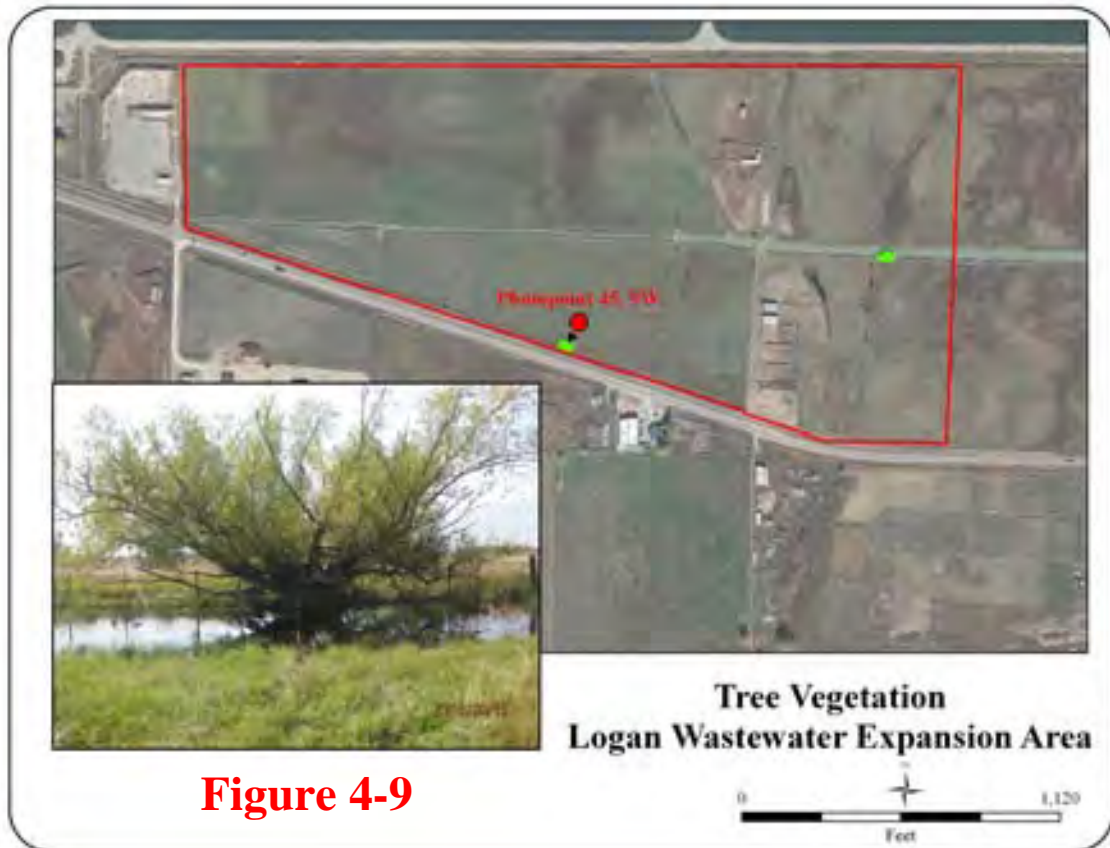 Photopoint 45, SW
Tree Vegetation
Logan Wastewater Expansion Area
Figure 4-9
0
1,120
Feet